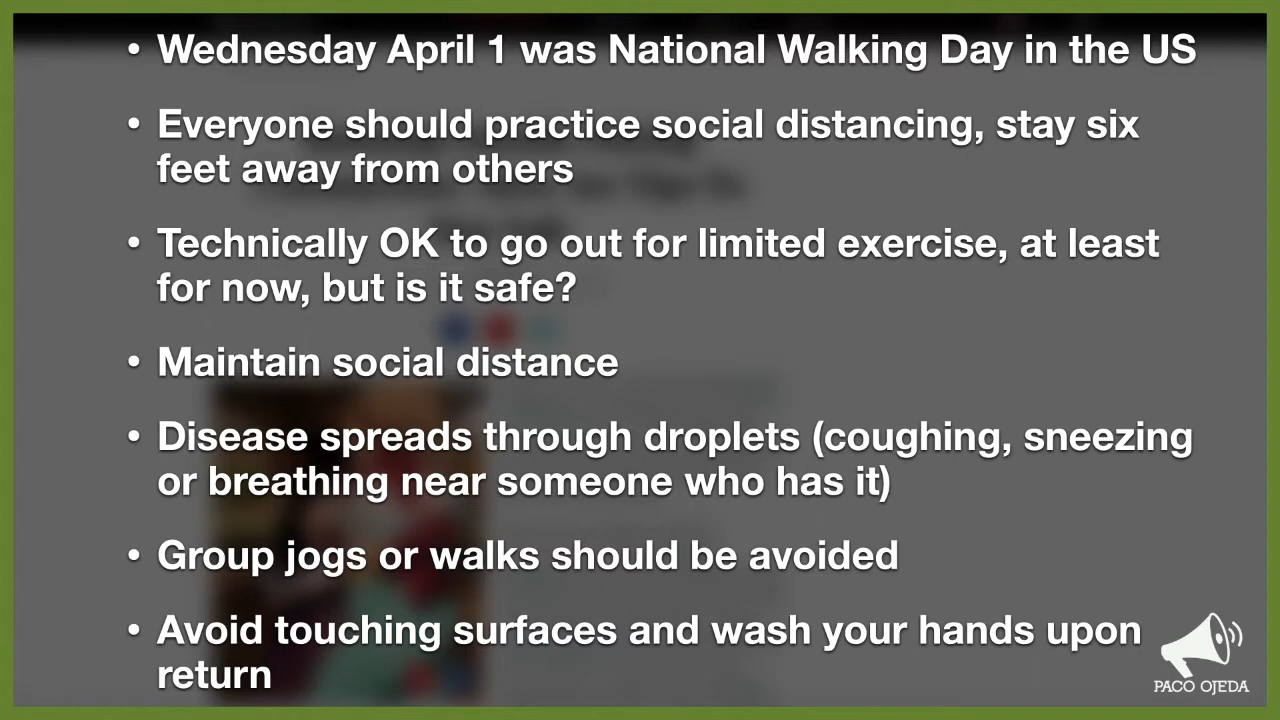 • Wednesday April 1 was National Walking Day in the US
• Everyone should practice social distancing, stay six
feet away from others
• Technically OK to go out for limited exercise, at least
for now, but is it safe?
• Maintain social distance
• Disease spreads through droplets (coughing, sneezing
or breathing near someone who has it)
• Group jogs or walks should be avoided
• Avoid touching surfaces and wash your hands upon
return
PACO OJEDA